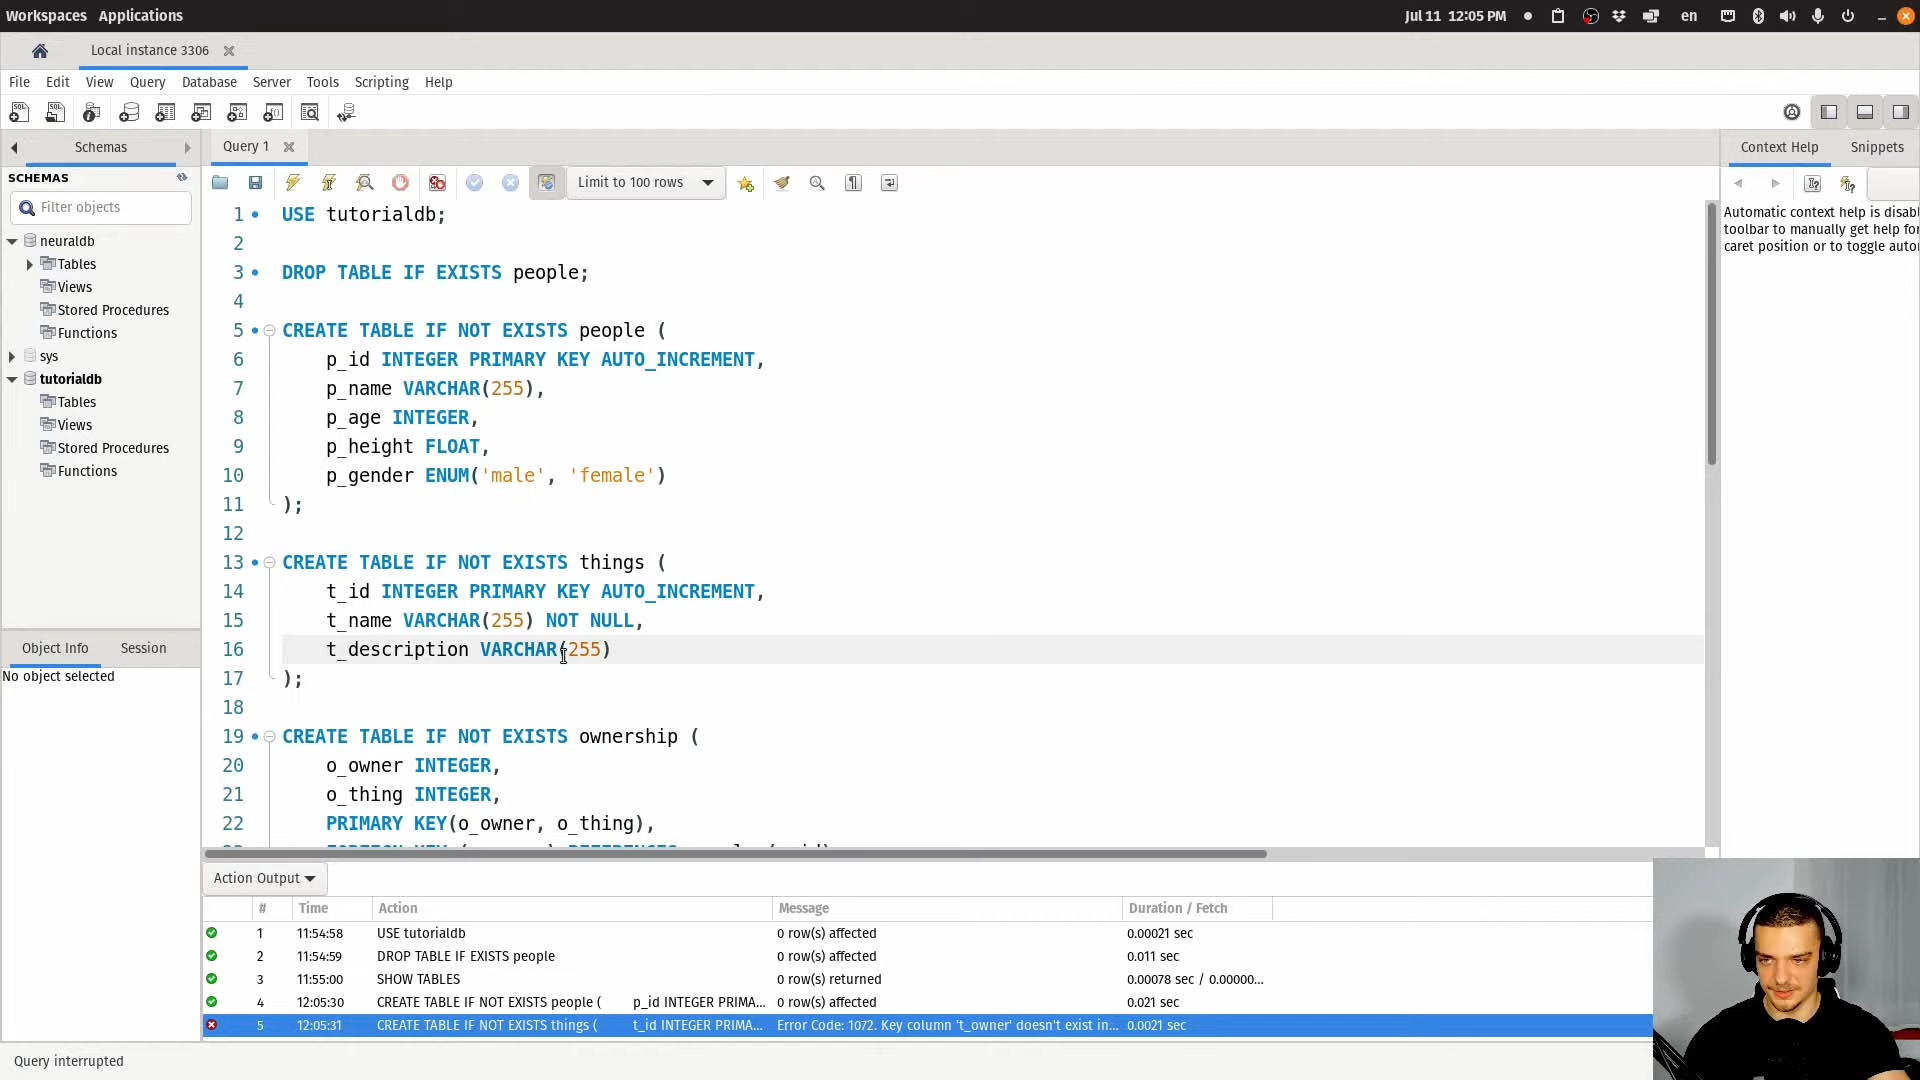 Workspaces Applications
Jul 11 12:05 PM
en
Local instance 3306
File Edit View Query Database Server Tools Scripting Help
Schemas
Query 1
Context Help Snippets
SCHEMAS
Limit to 100 rows
Filter objects
neuraldb
Tables
Views
Stored Procedures
Functions
sys
tutorialdb
Tables
Views
Stored Procedures
Functions
Object Info Session
No object selected
1 USE tutorialdb;
2
3 DROP TABLE IF EXISTS people;
4
5 CREATE TABLE IF NOT EXISTS people (
6 p_id INTEGER PRIMARY KEY AUTO_INCREMENT,
7 p_name VARCHAR(255),
8 p_age INTEGER,
9 p_height FLOAT,
10 p_gender ENUM('male', 'female')
11 );
12
13 CREATE TABLE IF NOT EXISTS things (
14 t_id INTEGER PRIMARY KEY AUTO_INCREMENT,
15 t_name VARCHAR(255) NOT NULL,
16 t_description VARCHAR(255)
17 );
18
19 CREATE TABLE IF NOT EXISTS ownership (
20 o_owner INTEGER,
21 o_thing INTEGER,
22 PRIMARY KEY(o_owner, o_thing),
Automatic context help is disabl
toolbar to manually get help for
caret position or to toggle auto
Action Output
# Time Action Message Duration / Fetch
1 11:54:58 USE tutorialdb 0 row(s) affected 0.00021 sec
2 11:54:59 DROP TABLE IF EXISTS people 0 row(s) affected 0.011 sec
3 11:55:00 SHOW TABLES 0 row(s) returned 0.00078 sec / 0.00000...
4 12:05:30 CREATE TABLE IF NOT EXISTS people ( p_id INTEGER PRIMA... 0 row(s) affected 0.021 sec
5 12:05:31 CREATE TABLE IF NOT EXISTS things ( t_id INTEGER PRIMA... Error Code: 1072. Key column 't_owner' doesn't exist in... 0.0021 sec
Query interrupted